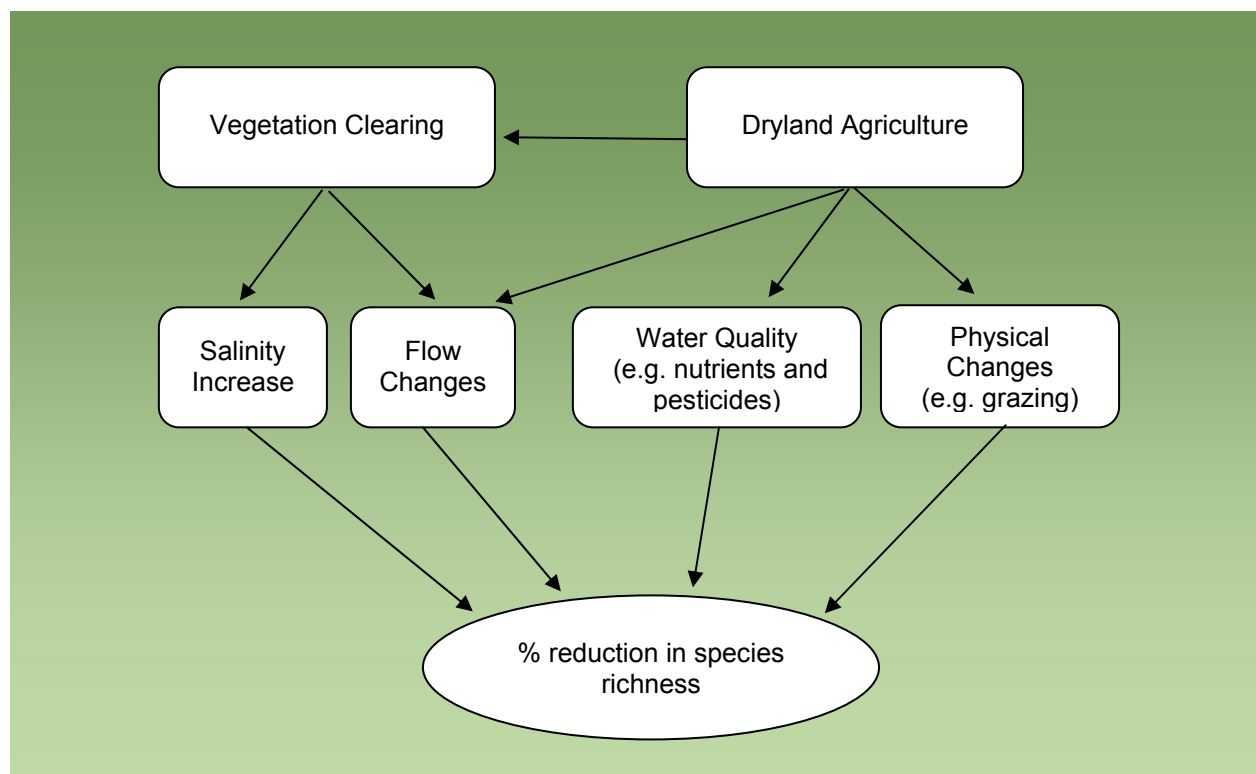 Vegetation Clearing
Dryland Agriculture
Salinity
Increase
Flow
Changes
Water Quality
(e.g. nutrients and
pesticides)
Physical
Changes
(e.g. grazing)
% reduction in species
richness